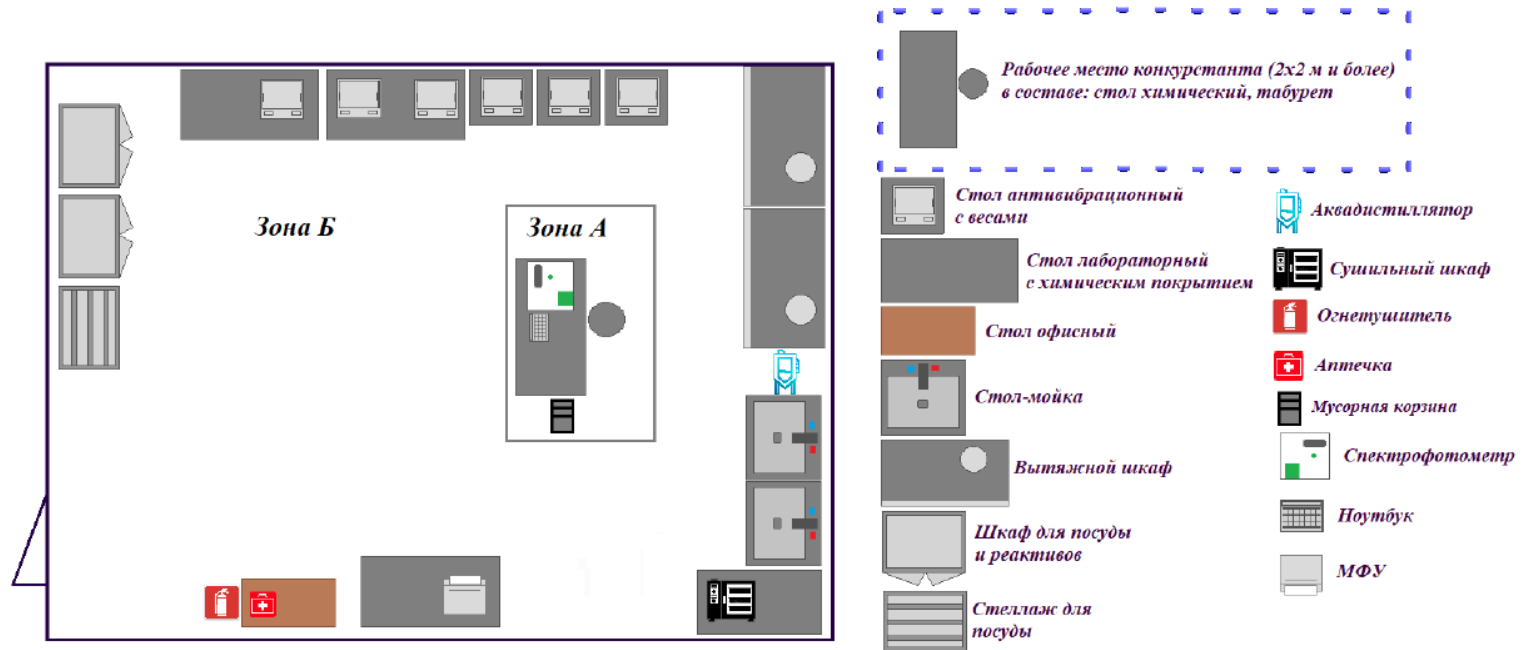 Рабочее место конкурстанта (2х2 м и более)
в составе: стол химический, табурет
Зона Б
Зона А
Стол антивибрационный
с весами
Стол лабораторный
с химическим покрытием
Стол офисный
Стол-мойка
Вытяжной шкаф
Шкаф для посуды
и реактивов
Стеллаж для
посуды
Аквадистиллятор
Сушильный шкаф
Огнетушитель
Аптечка
Мусорная корзина
Спектрофотометр
Ноутбук
МФУ